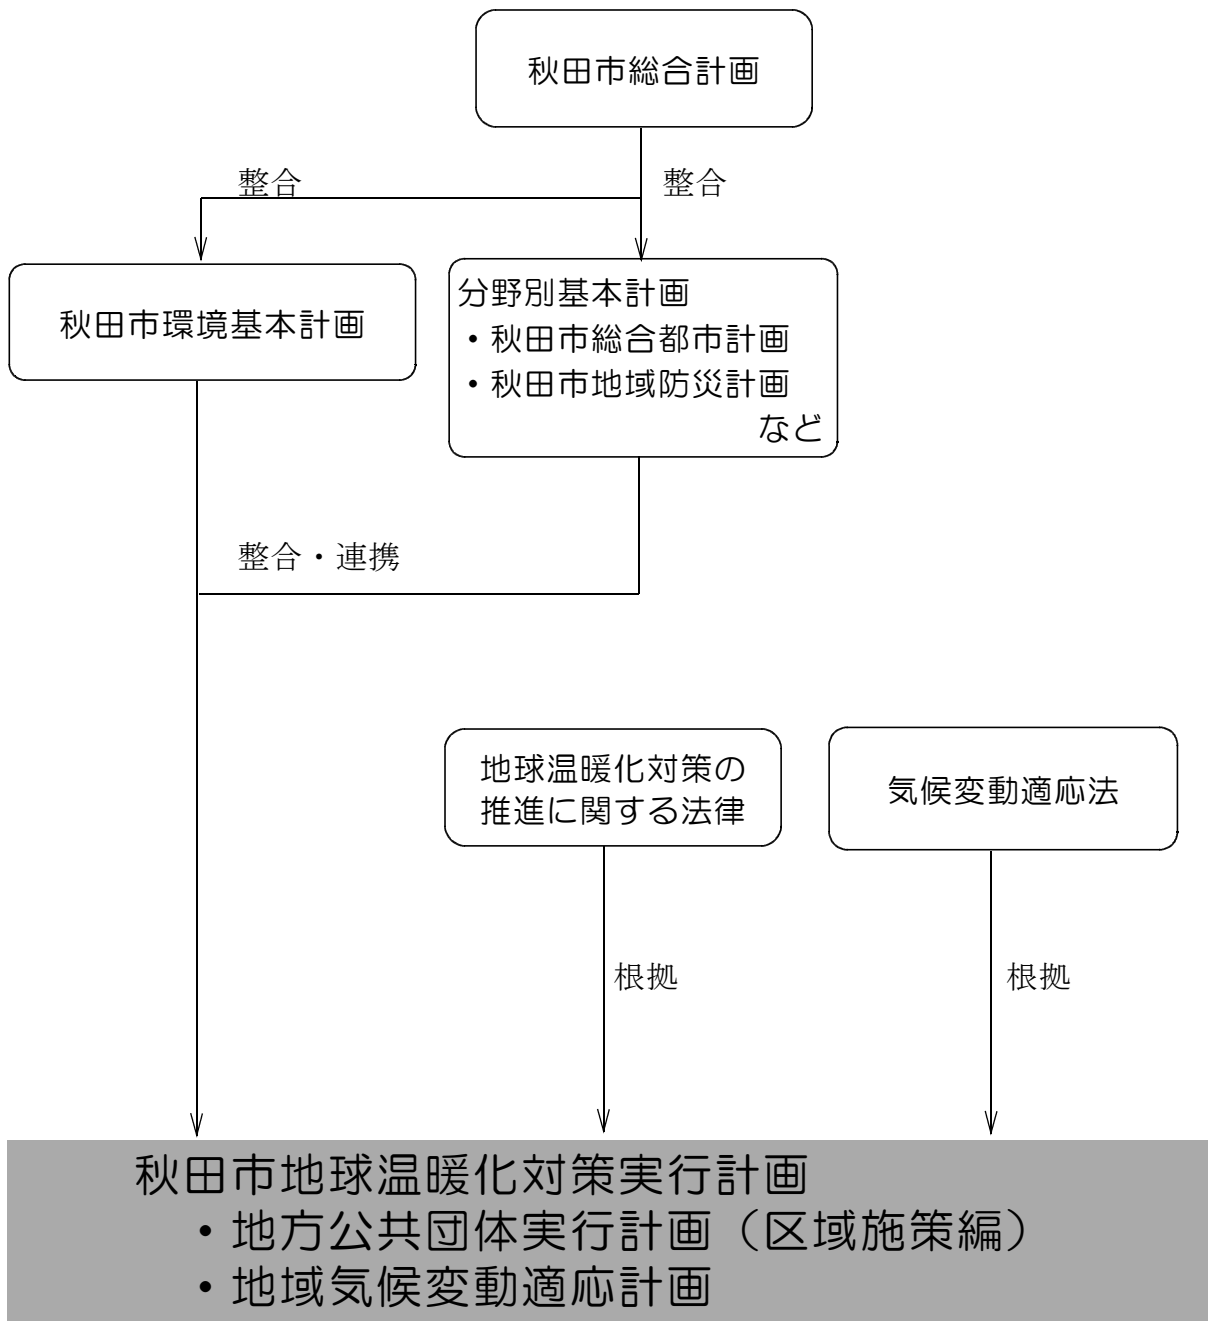 秋田市総合計画
整合
整合
秋田市環境基本計画
分野別基本計画
・秋田市総合都市計画
・秋田市地域防災計画
など
整合・連携
地球温暖化対策の
推進に関する法律
気候変動適応法
根拠
根拠
秋田市地球温暖化対策実行計画
・地方公共団体実行計画（区域施策編）
・地域気候変動適応計画